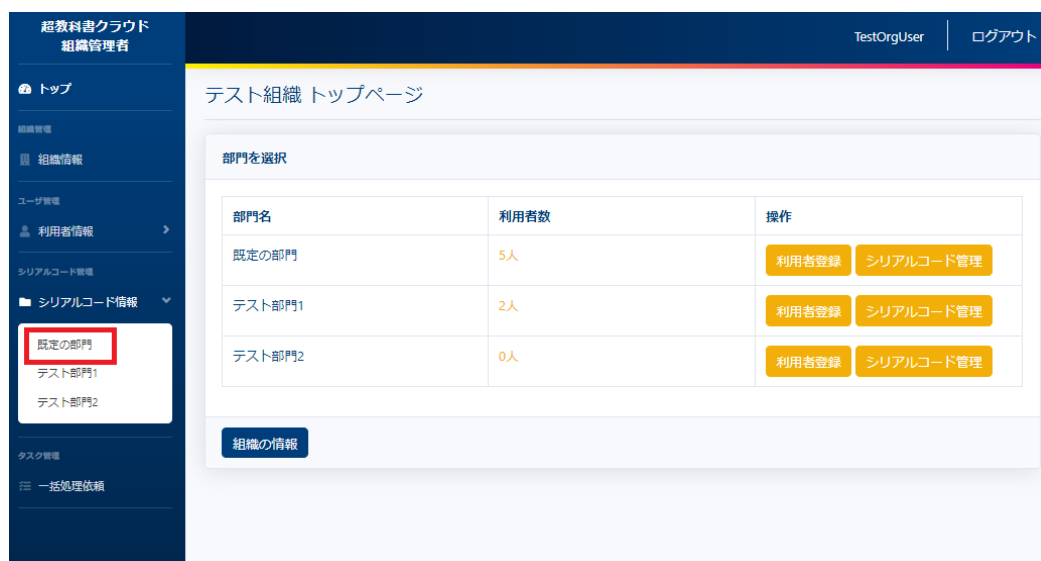 超教科書クラウド
組織管理者
TestOrgUser
ログアウト
トップ
組織管理
組織情報
ユーザ管理
利用者情報
シリアルコード管理
シリアルコード情報
既定の部門
テスト部門1
テスト部門2
タスク管理
一括処理依頼
テスト組織 トップページ
部門を選択
部門名 利用者数 操作
既定の部門 5人 利用者登録 シリアルコード管理
テスト部門1 2人 利用者登録 シリアルコード管理
テスト部門2 0人 利用者登録 シリアルコード管理
組織の情報